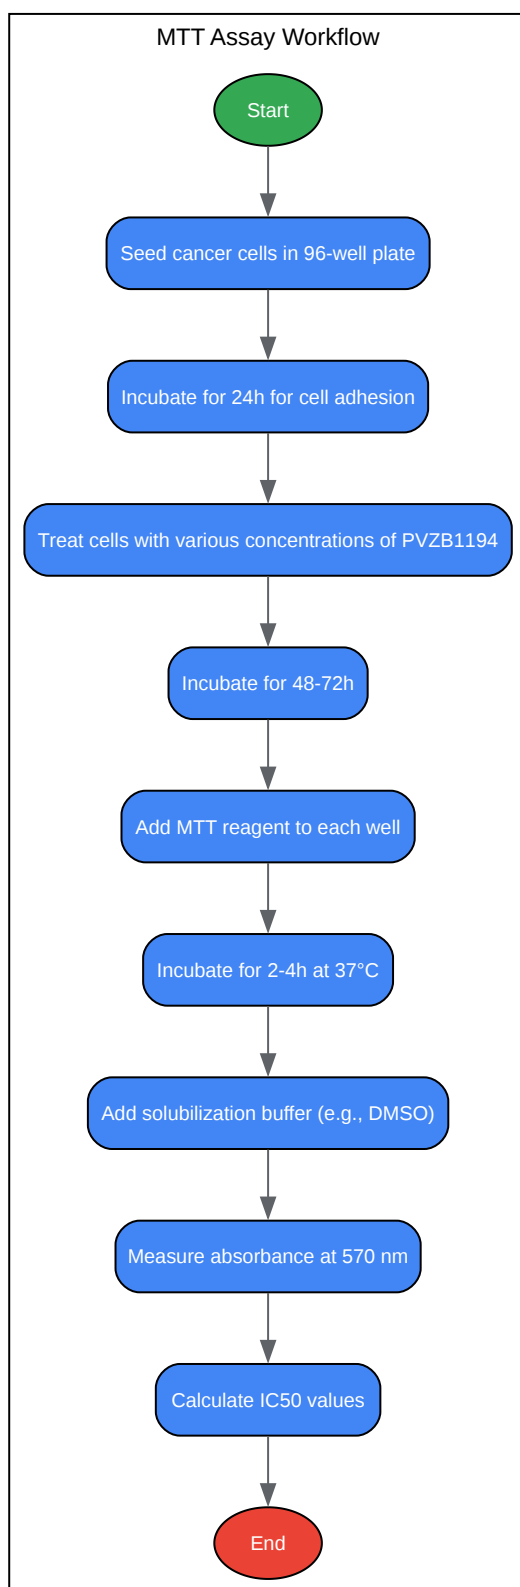 MTT Assay Workflow
Start
Seed cancer cells in 96-well plate
Incubate for 24h for cell adhesion
Treat cells with various concentrations of PVZB1194
Incubate for 48-72h
Add MTT reagent to each well
Incubate for 2-4h at 37°C
Add solubilization buffer (e.g., DMSO)
Measure absorbance at 570 nm
Calculate IC50 values
End